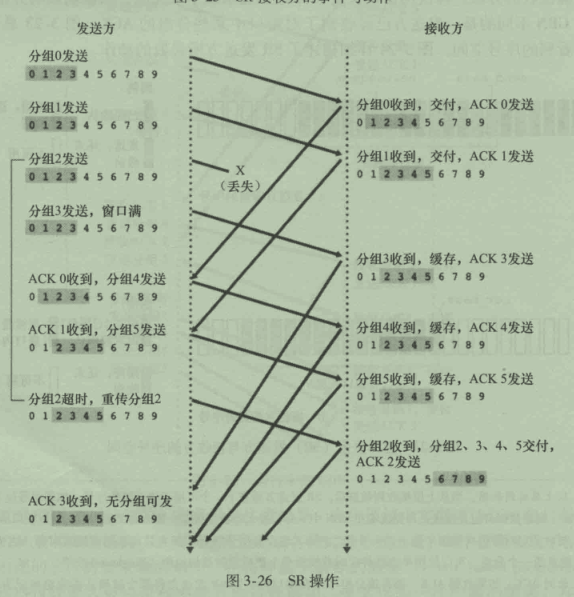 发送方
接收方
分组0发送
0 1 2 3 4 5 6 7 8 9
分组0收到，交付，ACK 0发送
0 1 2 3 4 5 6 7 8 9
分组1发送
0 1 2 3 4 5 6 7 8 9
分组1收到，交付，ACK 1发送
0 1 2 3 4 5 6 7 8 9
分组2发送
0 1 2 3 4 5 6 7 8 9
X
（丢失）
分组3发送，窗口满
0 1 2 3 4 5 6 7 8 9
分组3收到，缓存，ACK 3发送
0 1 2 3 4 5 6 7 8 9
ACK 0收到，分组4发送
0 1 2 3 4 5 6 7 8 9
分组4收到，缓存，ACK 4发送
0 1 2 3 4 5 6 7 8 9
ACK 1收到，分组5发送
0 1 2 3 4 5 6 7 8 9
分组5收到，缓存，ACK 5发送
0 1 2 3 4 5 6 7 8 9
分组2超时，重传分组2
0 1 2 3 4 5 6 7 8 9
分组2收到，分组2、3、4、5交付，
ACK 2发送
0 1 2 3 4 5 6 7 8 9
ACK 3收到，无分组可发
0 1 2 3 4 5 6 7 8 9
图 3-26 SR 操作